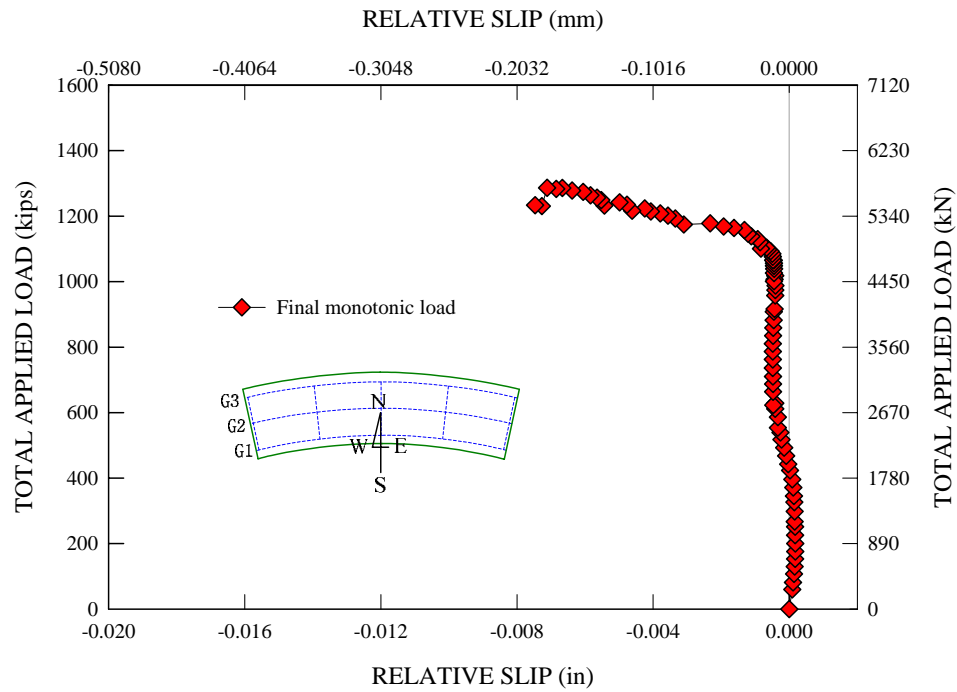 RELATIVE SLIP (mm)
-0.5080 -0.4064 -0.3048 -0.2032 -0.1016 0.0000
1600 7120
1400 6230
1200 5340
1000 4450
800 3560
600 2670
400 1780
200 890
0 0
TOTAL APPLIED LOAD (kips)
TOTAL APPLIED LOAD (kN)
Final monotonic load
G3
G2
G1
N
W E
S
-0.020 -0.016 -0.012 -0.008 -0.004 0.000
RELATIVE SLIP (in)